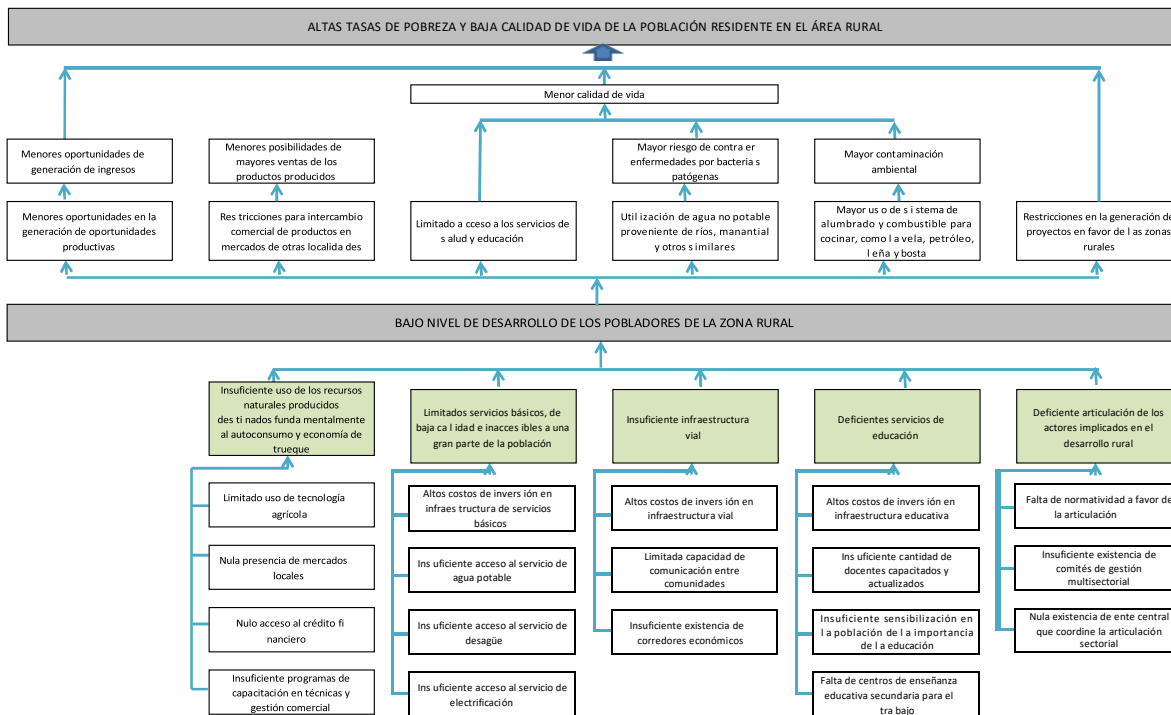 ALTAS TASAS DE POBREZA Y BAJA CALIDAD DE VIDA DE LA POBLACIÓN RESIDENTE EN EL ÁREA RURAL
Menor calidad de vida
Menores oportunidades de
generación de ingresos
Menores posibilidades de
mayores ventas de los
productos producidos
Mayor riesgo de contra er
enfermedades por bacteria s
patógenas
Mayor contaminación
ambiental
Menores oportunidades en la
generación de oportunidades
productivas
Res tricciones para intercambio
comercial de productos en
mercados de otras localida des
Limitado a cceso a los servicios de
s alud y educación
Util ización de agua no potable
proveniente de ríos, manantial
y otros s imilares
Mayor us o de s i stema de
alumbrado y combustible para
cocinar, como l a vela, petróleo,
l eña y bosta
Restricciones en la generación de
proyectos en favor de l as zonas
rurales
BAJO NIVEL DE DESARROLLO DE LOS POBLADORES DE LA ZONA RURAL
Insuficiente uso de los recursos
naturales producidos
des ti nados funda mentalmente
al autoconsumo y economía de
trueque
Limitados servicios básicos, de
baja ca l idad e inacces ibles a una
gran parte de la población
Insuficiente infraestructura
vial
Deficientes servicios de
educación
Deficiente articulación de los
actores implicados en el
desarrollo rural
Limitado uso de tecnología
agrícola
Nula presencia de mercados
locales
Nulo acceso al crédito fi
nanciero
Insuficiente programas de
capacitación en técnicas y
gestión comercial
Altos costos de invers ión en
infraes tructura de servicios
básicos
Ins uficiente acceso al servicio de
agua potable
Ins uficiente acceso al servicio de
desagüe
Ins uficiente acceso al servicio de
electrificación
Altos costos de invers ión en
infraestructura vial
Limitada capacidad de
comunicación entre
comunidades
Insuficiente existencia de
corredores económicos
Altos costos de invers ión en
infraestructura educativa
Ins uficiente cantidad de
docentes capacitados y
actualizados
Insuficiente sensibilización en
l a población de l a importancia
de l a educación
Falta de centros de enseñanza
educativa secundaria para el
tra bajo
Falta de normatividad a favor de
la articulación
Insuficiente existencia de
comités de gestión
multisectorial
Nula existencia de ente central
que coordine la articulación
sectorial